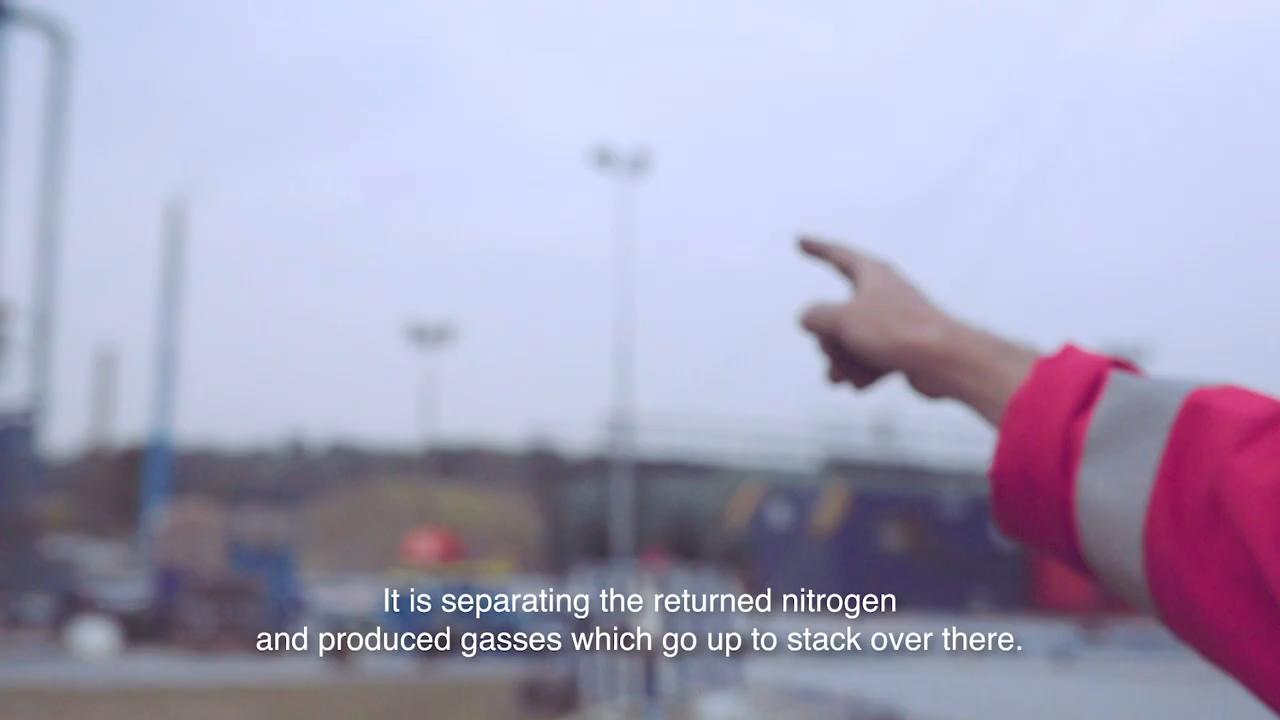 It is separating the returned nitrogen
and produced gasses which go up to stack over there.